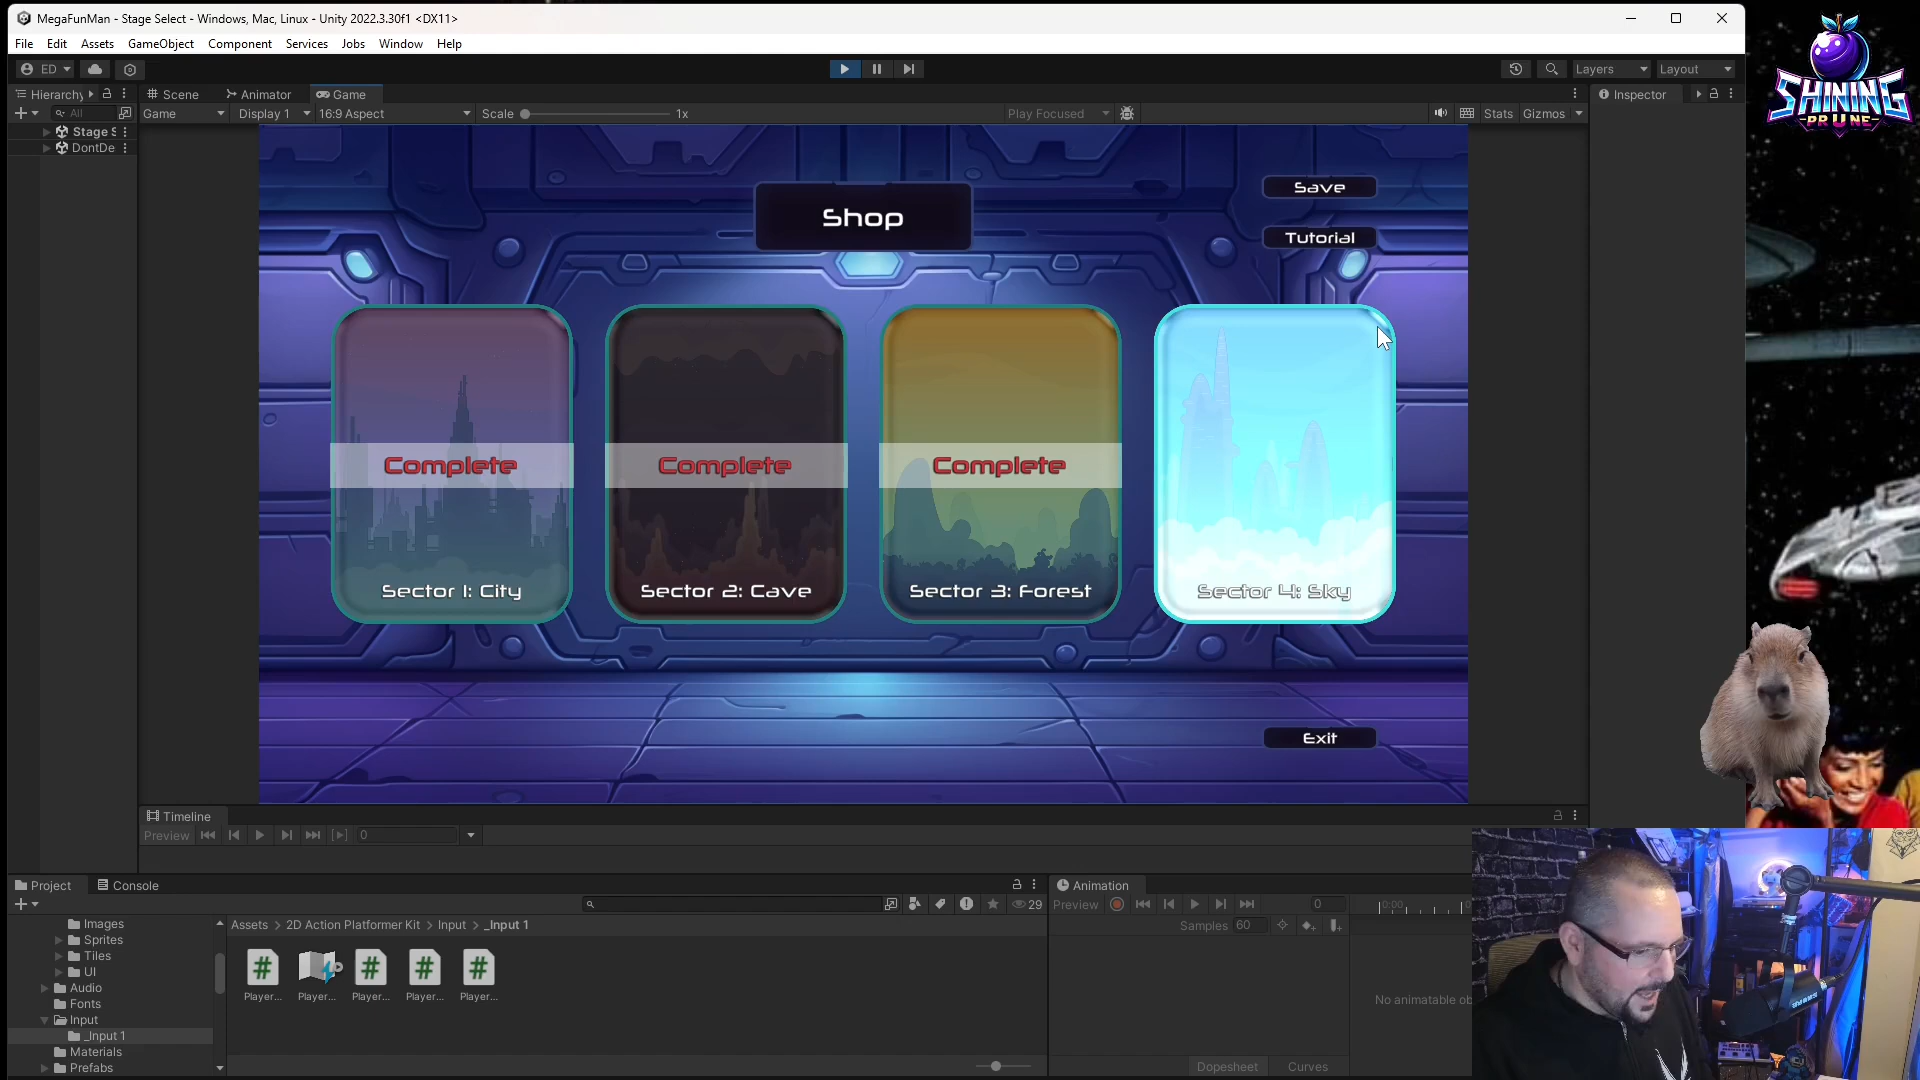 MegaFunMan - Stage Select - Windows, Mac, Linux - Unity 2022.3.30f1 <DX11>
File Edit Assets GameObject Component Services Jobs Window Help
ED
Layers Layout
Hierarchy Scene Animator Game Inspector
All Game Display 1 16:9 Aspect Scale 1x Play Focused Stats Gizmos
Stage S
DontDe
SHINING
PRUNE
Shop
Save
Tutorial
Complete Complete Complete
Sector 1: City Sector 2: Cave Sector 3: Forest Sector 4: Sky
Exit
Timeline
Preview 0
Project Console Animation
29 Preview 0 0:00
Assets > 2D Action Platformer Kit > Input > _Input 1
Samples 60
Images
Sprites
Tiles
UI
Audio
Fonts
Input
_Input 1
Materials
Prefabs
Player... Player... Player... Player... Player...
No animatable ob
Dopesheet Curves